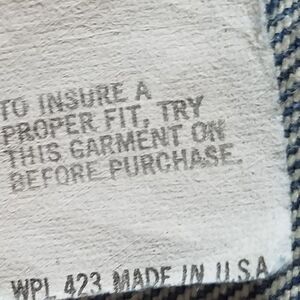 TO INSURE A
PROPER FIT, TRY
THIS GARMENT ON
BEFORE PURCHASE.
WPL 423 MADE IN U.S.A